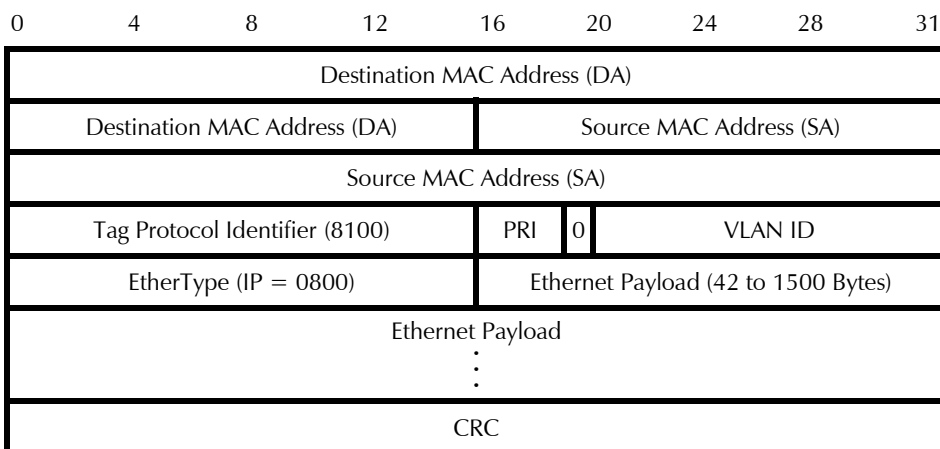 0 4 8 12 16 20 24 28 31
Destination MAC Address (DA)
Destination MAC Address (DA) Source MAC Address (SA)
Source MAC Address (SA)
Tag Protocol Identifier (8100) PRI 0 VLAN ID
EtherType (IP = 0800) Ethernet Payload (42 to 1500 Bytes)
Ethernet Payload
CRC